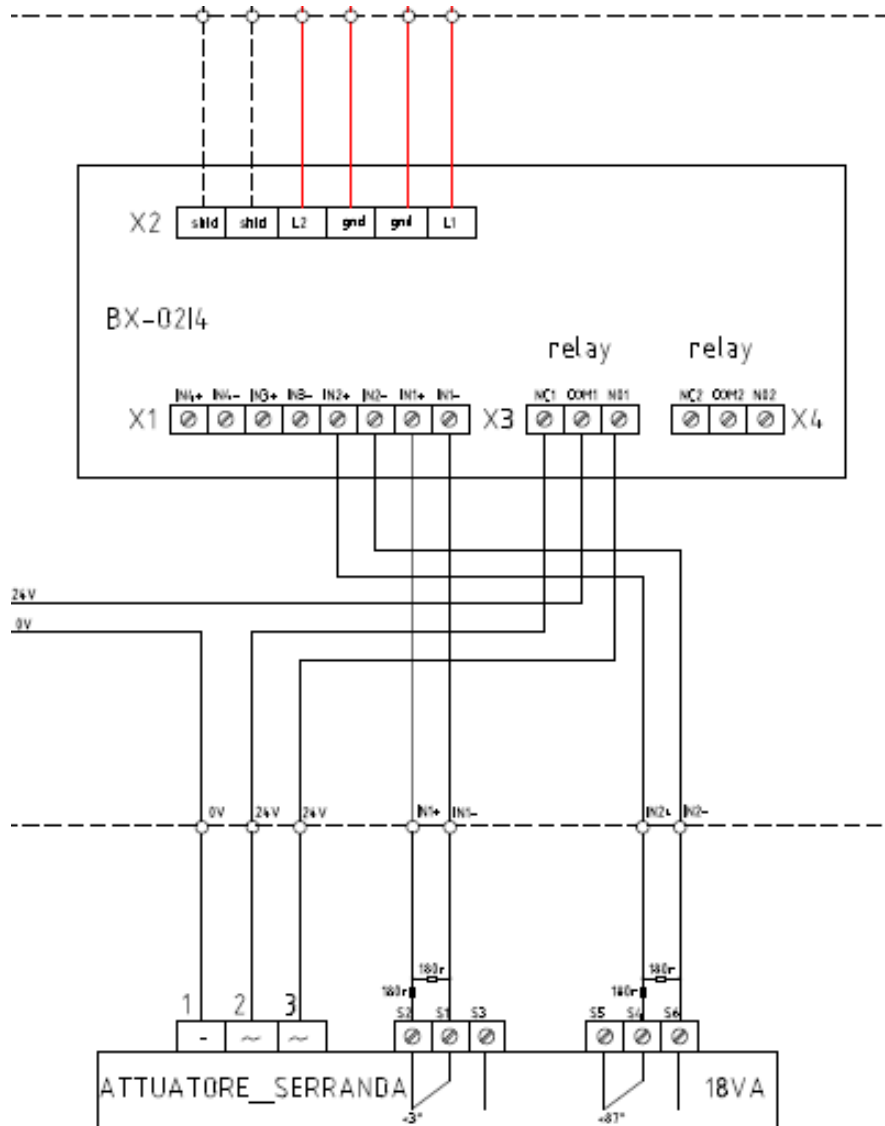 X2 shld shld L2 gnd gnd L1
BX-02I4
relay relay
IN4+ IN4- IN3+ IN3- IN2+ IN2- IN1+ IN1- NC1 COM1 NO1 NC2 COM2 NO2
X1 X3 X4
24V
0V
0V 24V 24V IN1+ IN1- IN2+ IN2-
180r 180r
180r 180r
1 2 3 S2 S1 S3 S5 S4 S6
- ~ ~
ATTUATORE_SERRANDA 18VA
<3° <87°